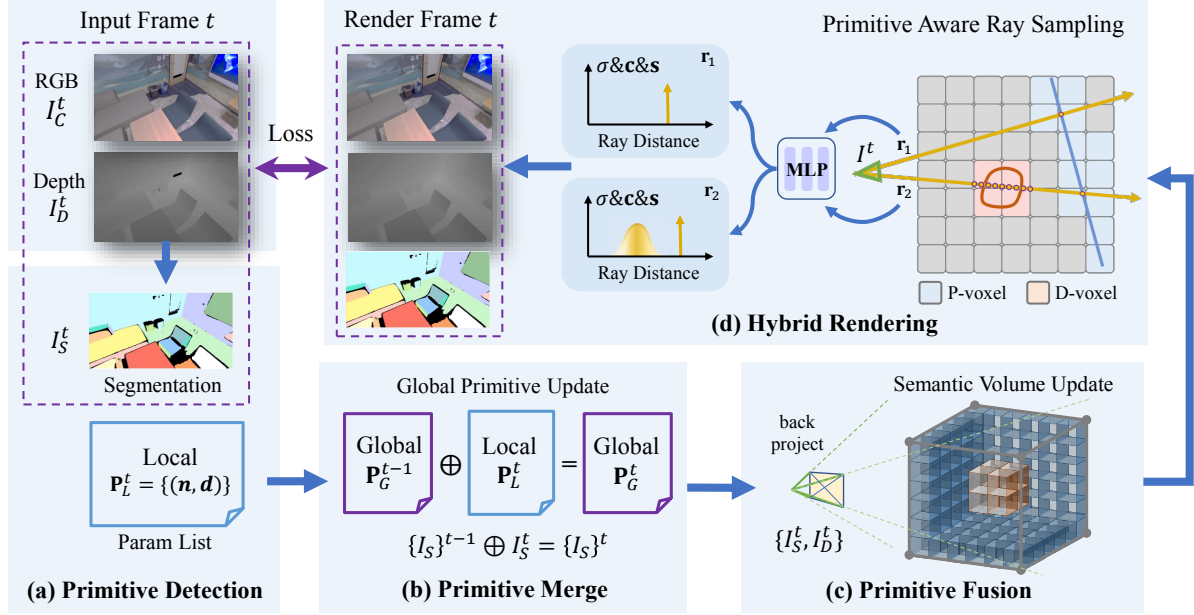 Input Frame t
RGB
I_C^t
Depth
I_D^t
I_S^t
Segmentation
Local
P_L^t = {(n, d)}
Param List
(a) Primitive Detection
Loss
Render Frame t
σ&c&s r₁
Ray Distance
σ&c&s r₂
Ray Distance
MLP
Primitive Aware Ray Sampling
I^t
r₁
r₂
P-voxel
D-voxel
(d) Hybrid Rendering
Global Primitive Update
Global
P_G^{t-1}
⊕
Local
P_L^t
=
Global
P_G^t
{I_S}^{t-1} ⊕ I_S^t = {I_S}^t
(b) Primitive Merge
Semantic Volume Update
back
project
{I_S^t, I_D^t}
(c) Primitive Fusion